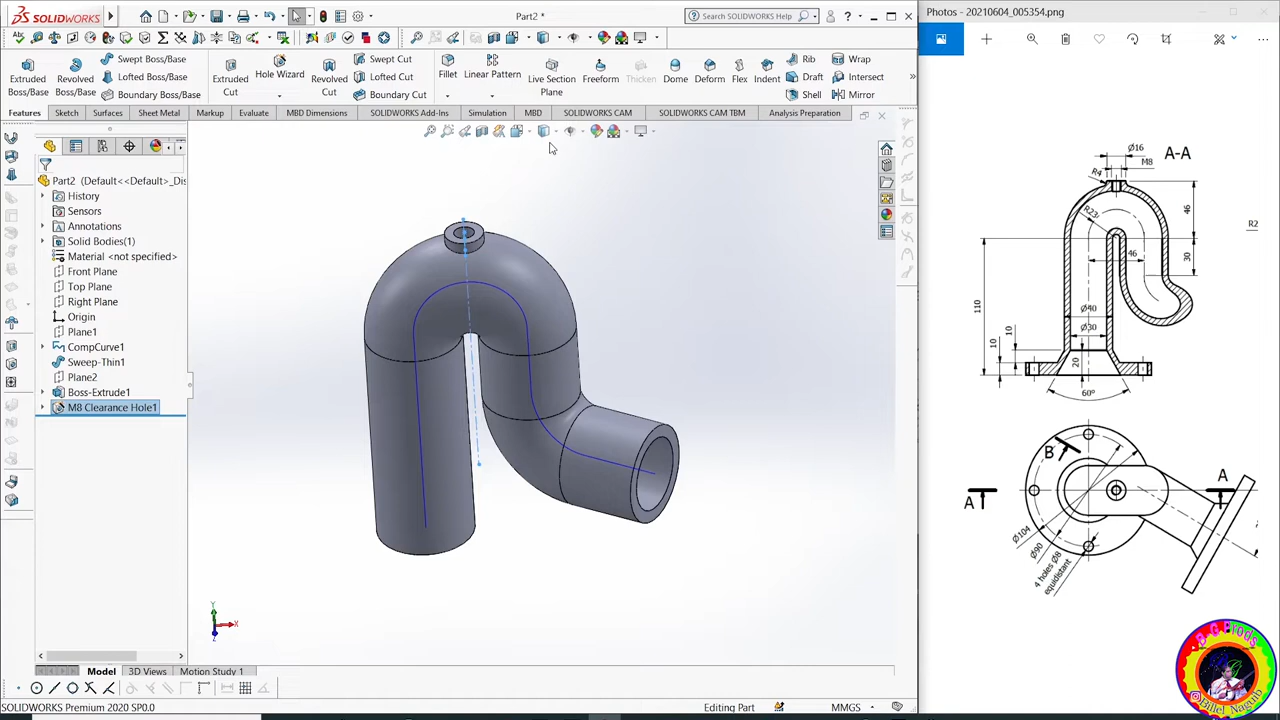 SOLIDWORKS
Part2 *
Search SOLIDWORKS Help
Photos - 20210604_005354.png
Extruded Boss/Base
Revolved Boss/Base
Swept Boss/Base
Lofted Boss/Base
Boundary Boss/Base
Extruded Cut
Hole Wizard
Revolved Cut
Swept Cut
Lofted Cut
Boundary Cut
Fillet
Linear Pattern
Live Section Plane
Freeform
Thicken
Dome
Deform
Flex
Indent
Rib
Draft
Shell
Wrap
Intersect
Mirror
Features
Sketch
Surfaces
Sheet Metal
Markup
Evaluate
MBD Dimensions
SOLIDWORKS Add-Ins
Simulation
MBD
SOLIDWORKS CAM
SOLIDWORKS CAM TBM
Analysis Preparation
Part2 (Default<<Default>_Dis
History
Sensors
Annotations
Solid Bodies(1)
Material <not specified>
Front Plane
Top Plane
Right Plane
Origin
Plane1
CompCurve1
Sweep-Thin1
Plane2
Boss-Extrude1
M8 Clearance Hole1
Y
X
Z
Model
3D Views
Motion Study 1
SOLIDWORKS Premium 2020 SP0.0
Editing Part
MMGS
Ø16
A-A
M8
R4
R23
46
R2
46
30
110
Ø40
Ø30
10
10
20
60°
B
A
A
Ø104
Ø90
4 holes Ø8
equidistant
B G Prods